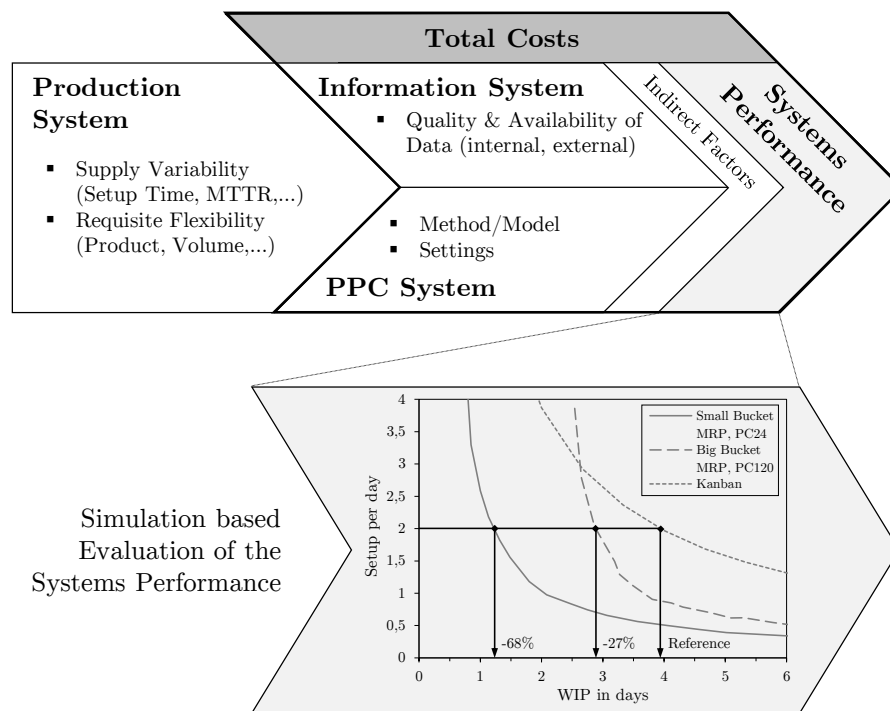 Total Costs
Production
System
▪ Supply Variability
(Setup Time, MTTR,...)
▪ Requisite Flexibility
(Product, Volume,...)
Information System
▪ Quality & Availability of
Data (internal, external)
▪ Method/Model
▪ Settings
PPC System
Indirect Factors
Systems
Performance
Simulation based
Evaluation of the
Systems Performance
Setup per day
4
3,5
3
2,5
2
1,5
1
0,5
0
Small Bucket
MRP, PC24
Big Bucket
MRP, PC120
Kanban
-68%
-27%
Reference
0 1 2 3 4 5 6
WIP in days